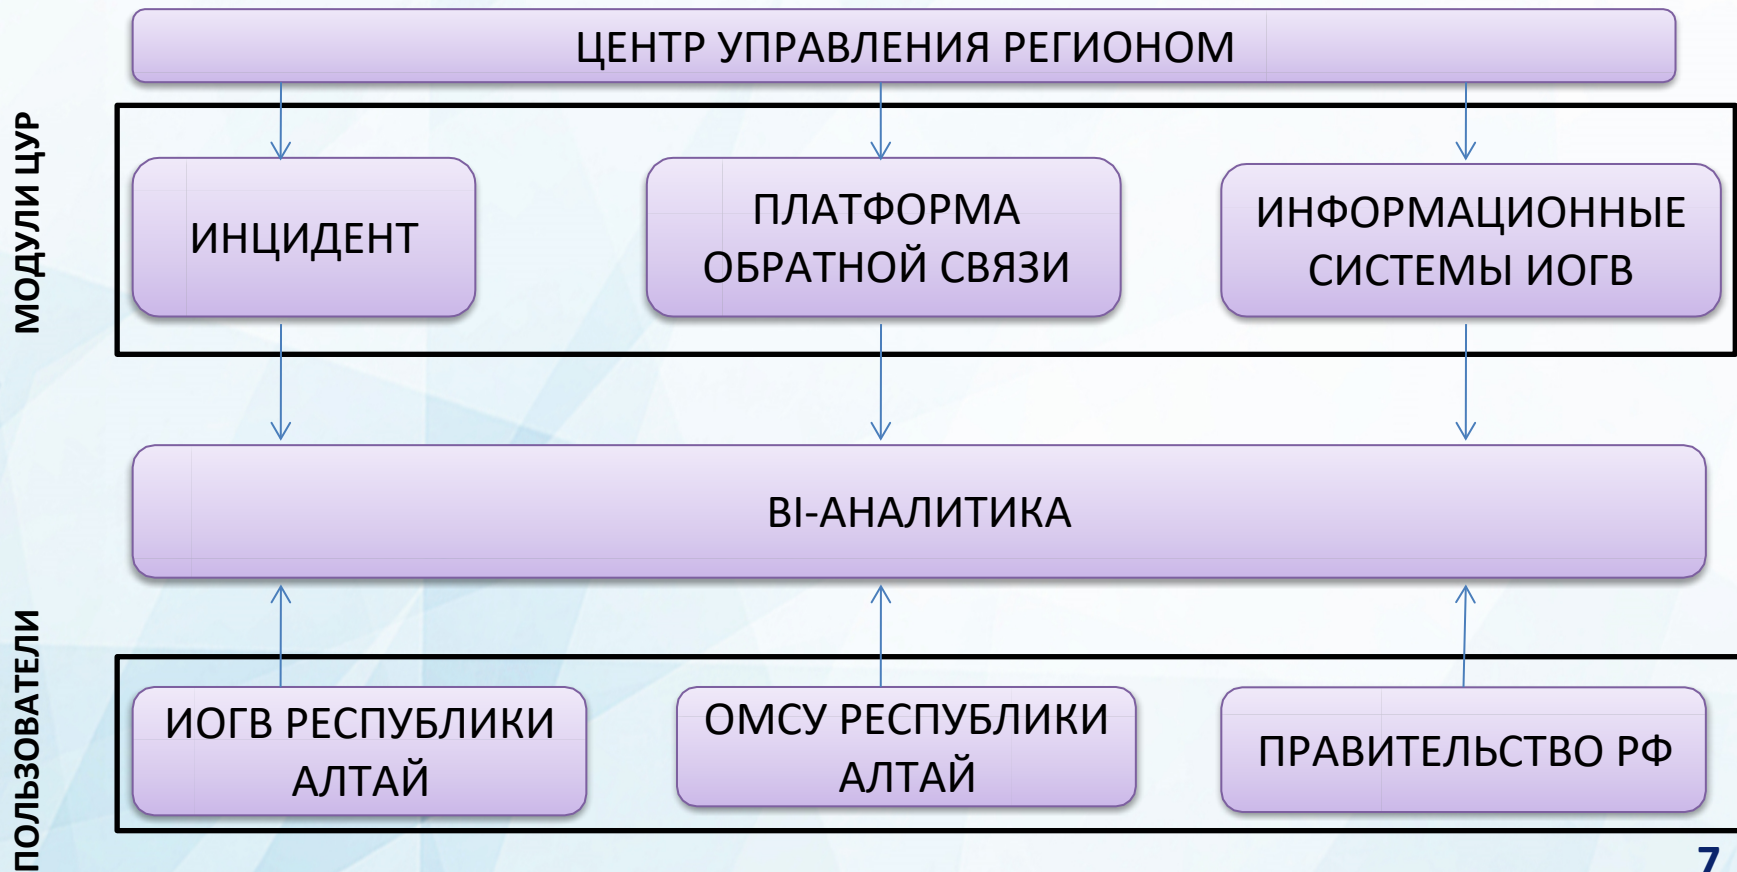 ЦЕНТР УПРАВЛЕНИЯ РЕГИОНОМ
МОДУЛИ ЦУР
ИНЦИДЕНТ
ПЛАТФОРМА
ОБРАТНОЙ СВЯЗИ
ИНФОРМАЦИОННЫЕ
СИСТЕМЫ ИОГВ
BI-АНАЛИТИКА
ПОЛЬЗОВАТЕЛИ
ИОГВ РЕСПУБЛИКИ
АЛТАЙ
ОМСУ РЕСПУБЛИКИ
АЛТАЙ
ПРАВИТЕЛЬСТВО РФ
7